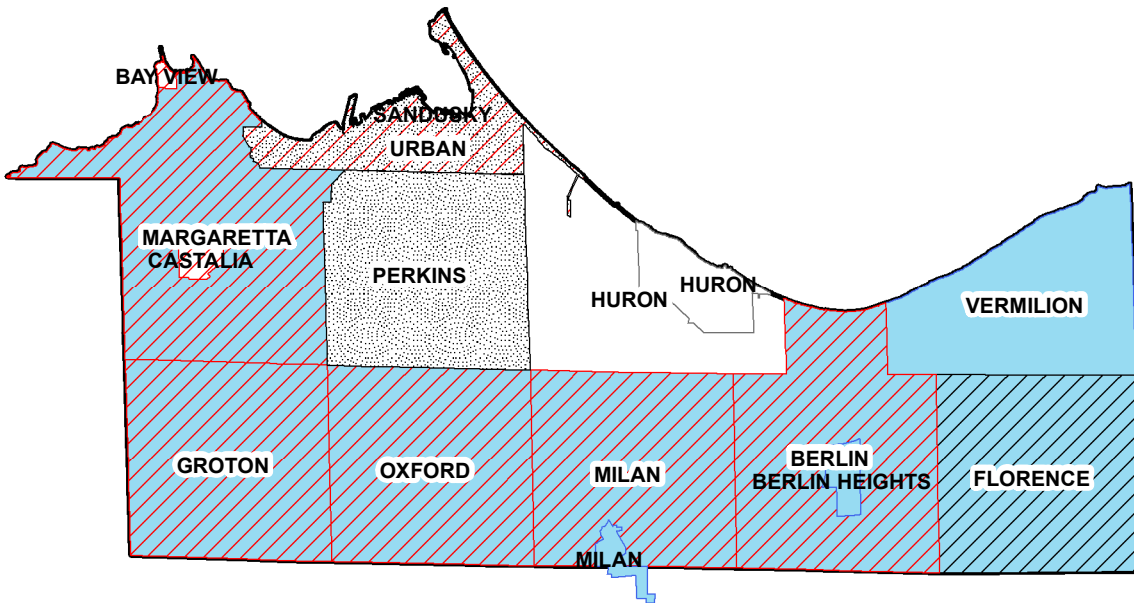 BAY VIEW
SANDUSKY
URBAN
MARGARETTA
CASTALIA
PERKINS
HURON
HURON
VERMILION
GROTON
OXFORD
MILAN
BERLIN
BERLIN HEIGHTS
FLORENCE
MILAN